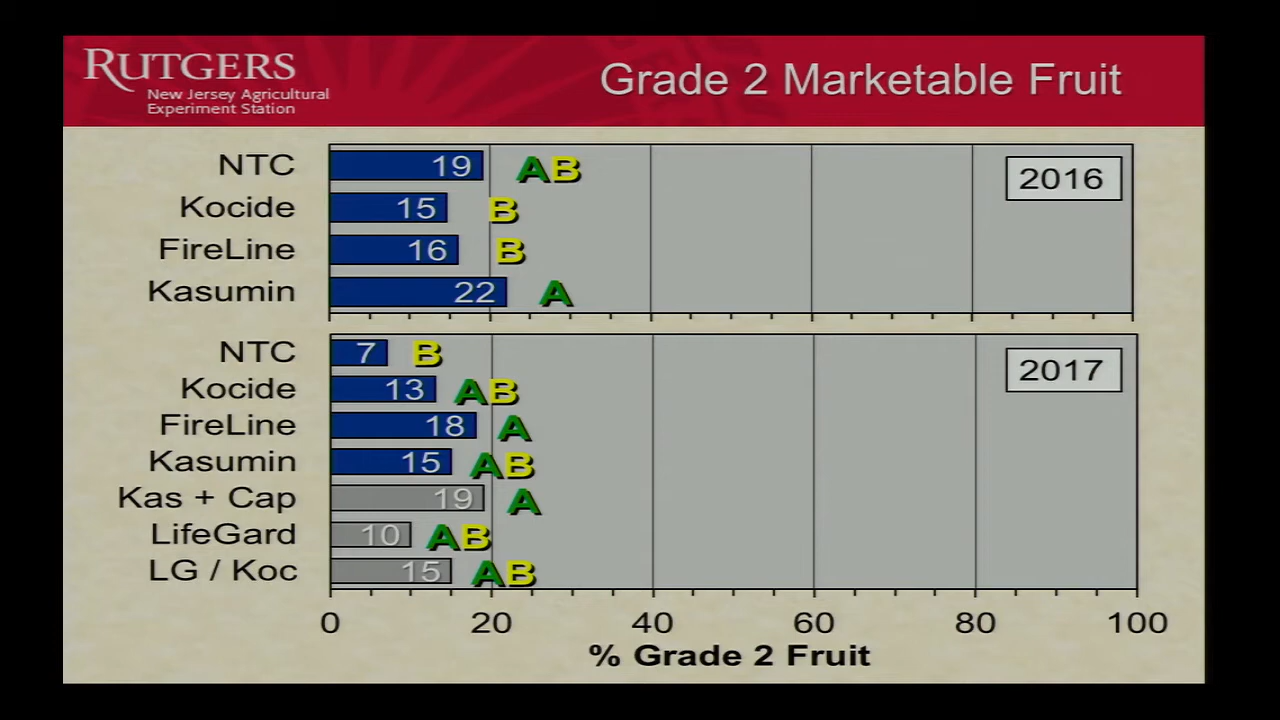 RUTGERS
New Jersey Agricultural
Experiment Station
Grade 2 Marketable Fruit
2016
NTC 19 AB
Kocide 15 B
FireLine 16 B
Kasumin 22 A
2017
NTC 7 B
Kocide 13 AB
FireLine 18 A
Kasumin 15 AB
Kas + Cap 19 A
LifeGard 10 AB
LG / Koc 15 AB
0 20 40 60 80 100
% Grade 2 Fruit